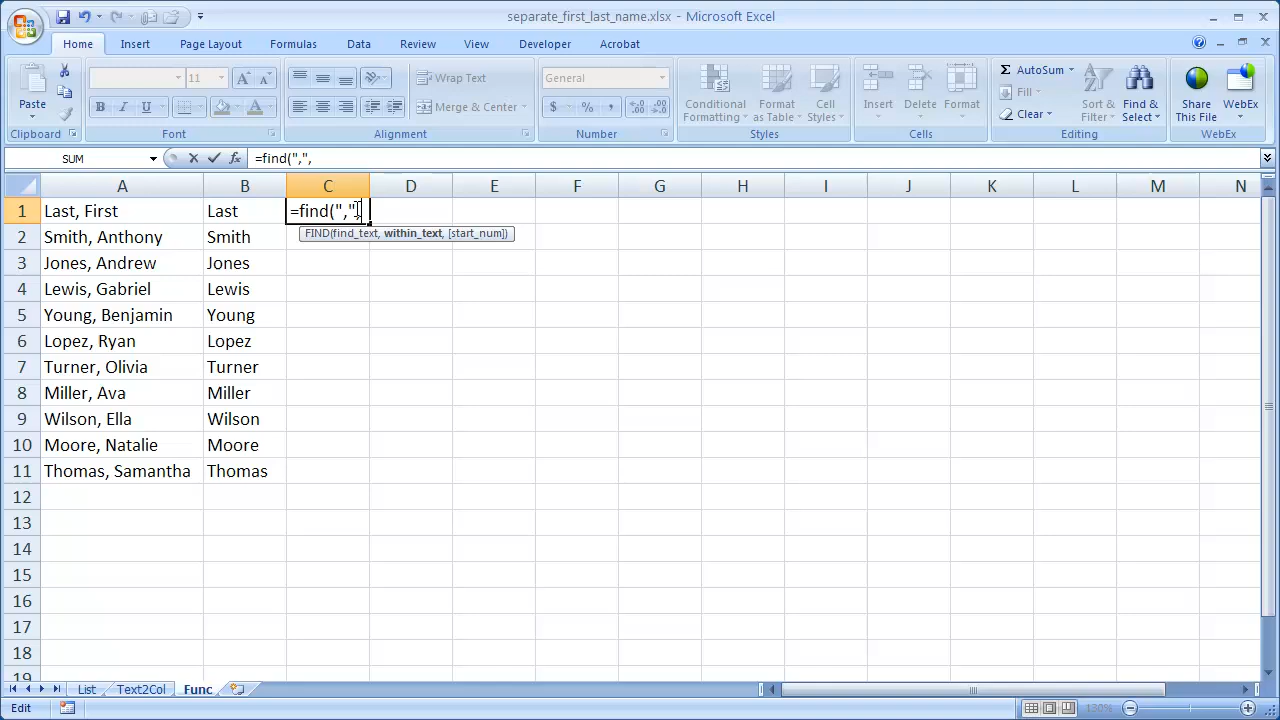 separate_first_last_name.xlsx - Microsoft Excel
Home Insert Page Layout Formulas Data Review View Developer Acrobat
Paste
11
Wrap Text
General
Conditional Formatting
Format as Table
Cell Styles
Insert
Delete
Format
AutoSum
B I U
Merge & Center
$ % ,
Fill
Clear
Sort & Filter
Find & Select
Share This File
WebEx
Clipboard Font Alignment Number Styles Cells Editing WebEx
SUM fx =find(",",
A B C D E F G H I J K L M N
1 Last, First Last =find(",",
FIND(find_text, within_text, [start_num])
2 Smith, Anthony Smith
3 Jones, Andrew Jones
4 Lewis, Gabriel Lewis
5 Young, Benjamin Young
6 Lopez, Ryan Lopez
7 Turner, Olivia Turner
8 Miller, Ava Miller
9 Wilson, Ella Wilson
10 Moore, Natalie Moore
11 Thomas, Samantha Thomas
12
13
14
15
16
17
18
19
List Text2Col Func
Edit 130%